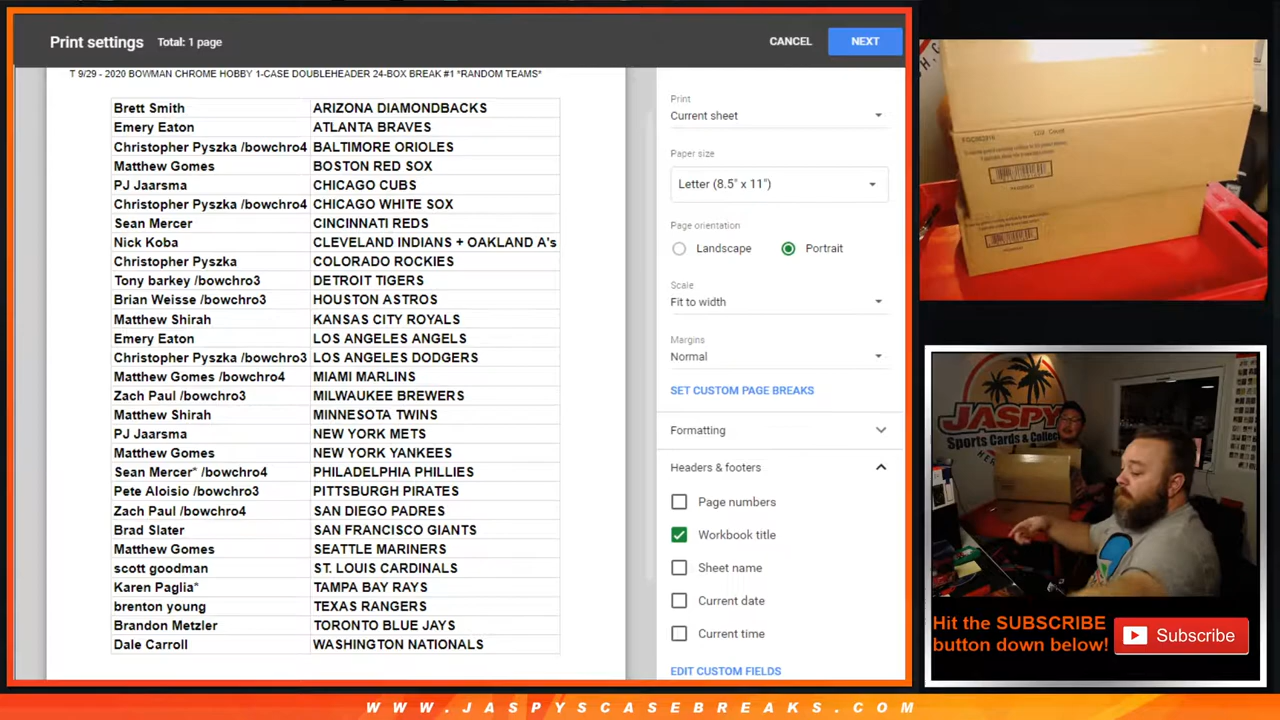 Print settings Total: 1 page CANCEL NEXT
T 9/29 - 2020 BOWMAN CHROME HOBBY 1-CASE DOUBLEHEADER 24-BOX BREAK #1 *RANDOM TEAMS*
Brett Smith ARIZONA DIAMONDBACKS
Emery Eaton ATLANTA BRAVES
Christopher Pyszka /bowchro4 BALTIMORE ORIOLES
Matthew Gomes BOSTON RED SOX
PJ Jaarsma CHICAGO CUBS
Christopher Pyszka /bowchro4 CHICAGO WHITE SOX
Sean Mercer CINCINNATI REDS
Nick Koba CLEVELAND INDIANS + OAKLAND A's
Christopher Pyszka COLORADO ROCKIES
Tony barkey /bowchro3 DETROIT TIGERS
Brian Weisse /bowchro3 HOUSTON ASTROS
Matthew Shirah KANSAS CITY ROYALS
Emery Eaton LOS ANGELES ANGELS
Christopher Pyszka /bowchro3 LOS ANGELES DODGERS
Matthew Gomes /bowchro4 MIAMI MARLINS
Zach Paul /bowchro3 MILWAUKEE BREWERS
Matthew Shirah MINNESOTA TWINS
PJ Jaarsma NEW YORK METS
Matthew Gomes NEW YORK YANKEES
Sean Mercer* /bowchro4 PHILADELPHIA PHILLIES
Pete Aloisio /bowchro3 PITTSBURGH PIRATES
Zach Paul /bowchro4 SAN DIEGO PADRES
Brad Slater SAN FRANCISCO GIANTS
Matthew Gomes SEATTLE MARINERS
scott goodman ST. LOUIS CARDINALS
Karen Paglia* TAMPA BAY RAYS
brenton young TEXAS RANGERS
Brandon Metzler TORONTO BLUE JAYS
Dale Carroll WASHINGTON NATIONALS
Print
Current sheet
Paper size
Letter (8.5" x 11")
Page orientation
Landscape Portrait
Scale
Fit to width
Margins
Normal
SET CUSTOM PAGE BREAKS
Formatting
Headers & footers
Page numbers
Workbook title
Sheet name
Current date
Current time
EDIT CUSTOM FIELDS
JASPY
Sports Cards & Collect
Hit the SUBSCRIBE
button down below!
Subscribe
WWW.JASPYSCASEBREAKS.COM